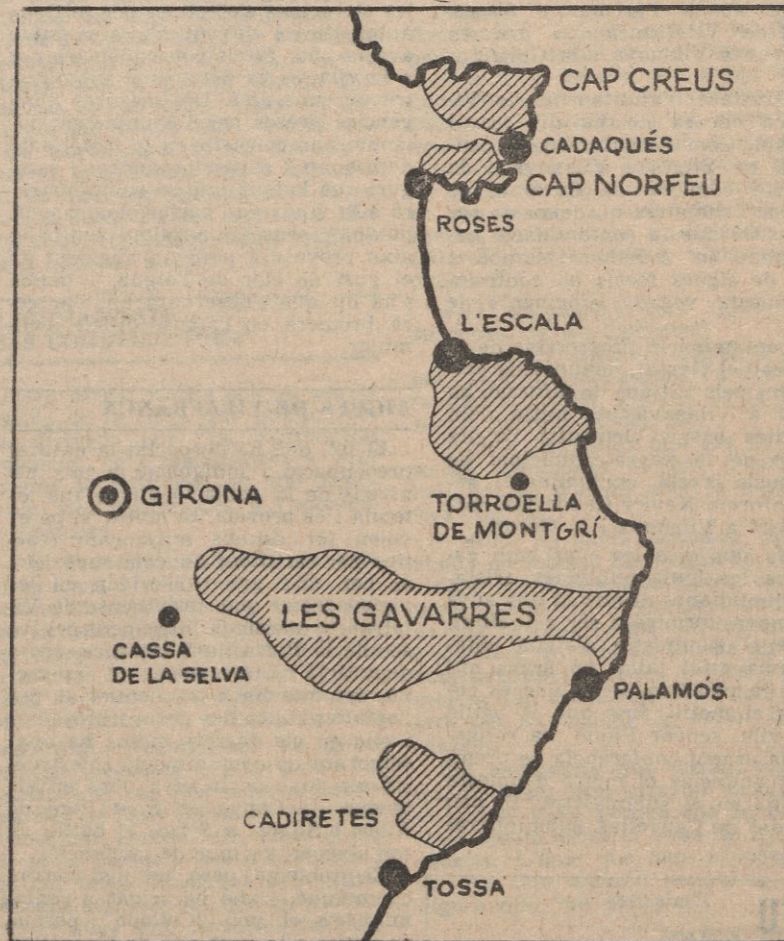 CAP CREUS
CADAQUÉS
CAP NORFEU
ROSES
L'ESCALA
GIRONA
TORROELLA
DE MONTGRÍ
LES GAVARRES
CASSÀ
DE LA SELVA
PALAMÓS
CADIRETES
TOSSA